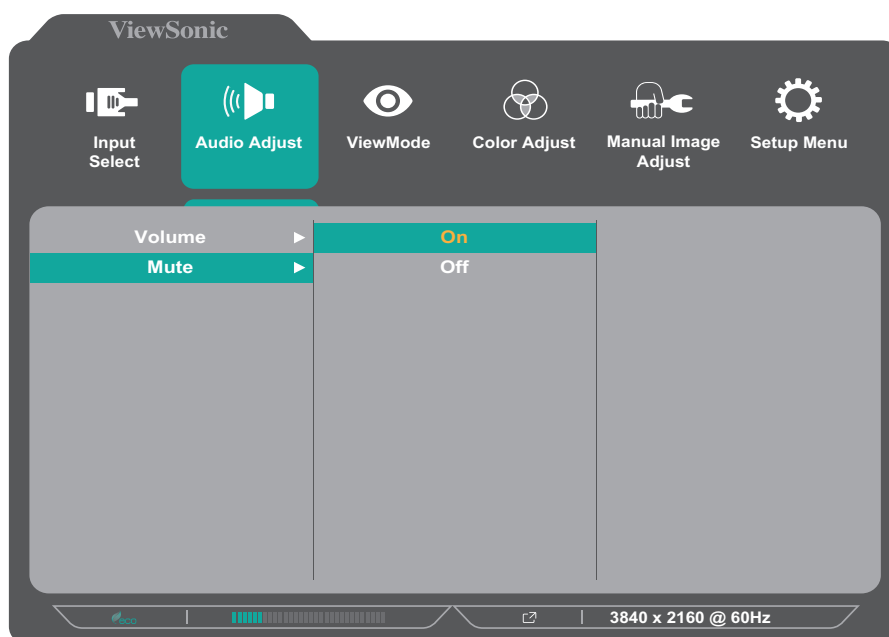 ViewSonic
Input
Select
Audio Adjust
ViewMode
Color Adjust
Manual Image
Adjust
Setup Menu
Volume
On
Mute
Off
eco
3840 x 2160 @ 60Hz